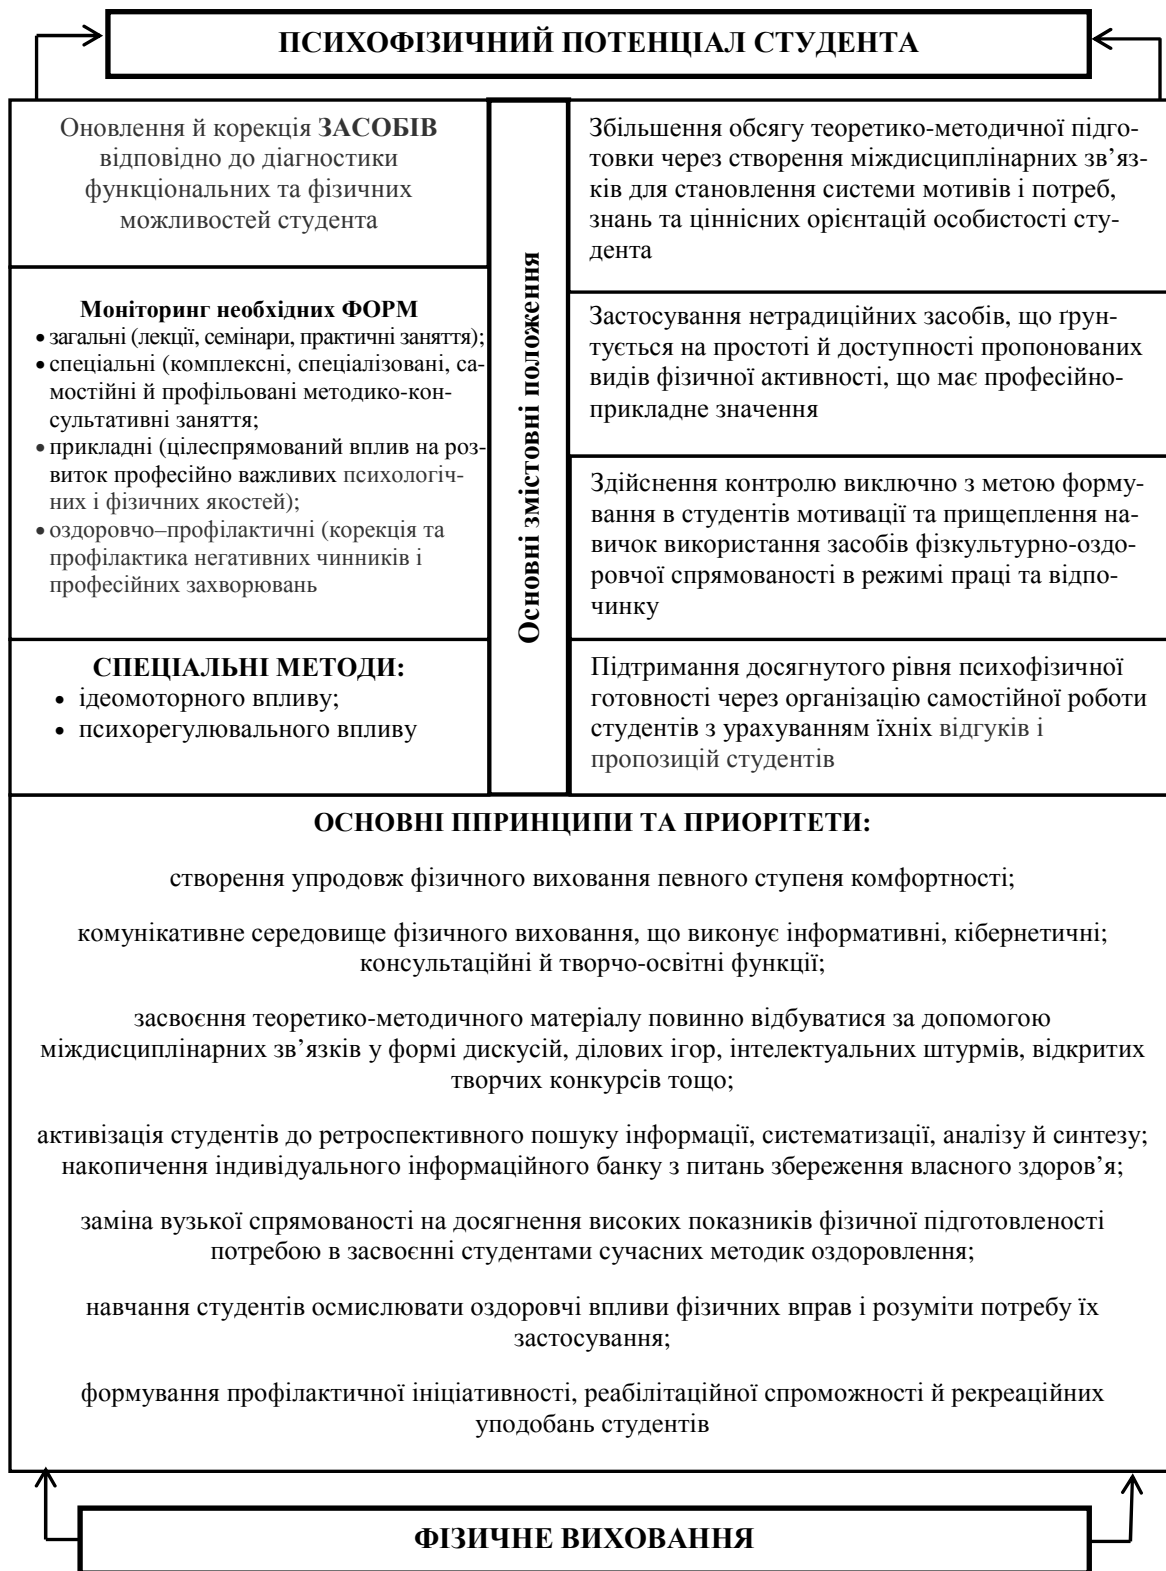 ПСИХОФІЗИЧНИЙ ПОТЕНЦІАЛ СТУДЕНТА
Оновлення й корекція ЗАСОБІВ
відповідно до діагностики
функціональних та фізичних
можливостей студента
Моніторинг необхідних ФОРМ
• загальні (лекції, семінари, практичні заняття);
• спеціальні (комплексні, спеціалізовані, са-
мостійні й профільовані методико-кон-
сультативні заняття;
• прикладні (цілеспрямований вплив на роз-
виток професійно важливих психологіч-
них і фізичних якостей);
• оздоровчо–профілактичні (корекція та
профілактика негативних чинників і
професійних захворювань
СПЕЦІАЛЬНІ МЕТОДИ:
• ідеомоторного впливу;
• психорегулювального впливу
Основні змістовні положення
Збільшення обсягу теоретико-методичної підго-
товки через створення міждисциплінарних зв’яз-
ків для становлення системи мотивів і потреб,
знань та ціннісних орієнтацій особистості сту-
дента
Застосування нетрадиційних засобів, що ґрун-
тується на простоті й доступності пропонованих
видів фізичної активності, що має професійно-
прикладне значення
Здійснення контролю виключно з метою форму-
вання в студентів мотивації та прищеплення на-
вичок використання засобів фізкультурно-оздо-
ровчої спрямованості в режимі праці та відпо-
чинку
Підтримання досягнутого рівня психофізичної
готовності через організацію самостійної роботи
студентів з урахуванням їхніх відгуків і
пропозицій студентів
ОСНОВНІ ППРИНЦИПИ ТА ПРИОРІТЕТИ:
створення упродовж фізичного виховання певного ступеня комфортності;
комунікативне середовище фізичного виховання, що виконує інформативні, кібернетичні;
консультаційні й творчо-освітні функції;
засвоєння теоретико-методичного матеріалу повинно відбуватися за допомогою
міждисциплінарних зв’язків у формі дискусій, ділових ігор, інтелектуальних штурмів, відкритих
творчих конкурсів тощо;
активізація студентів до ретроспективного пошуку інформації, систематизації, аналізу й синтезу;
накопичення індивідуального інформаційного банку з питань збереження власного здоров’я;
заміна вузької спрямованості на досягнення високих показників фізичної підготовленості
потребою в засвоєнні студентами сучасних методик оздоровлення;
навчання студентів осмислювати оздоровчі впливи фізичних вправ і розуміти потребу їх
застосування;
формування профілактичної ініціативності, реабілітаційної спроможності й рекреаційних
уподобань студентів
ФІЗИЧНЕ ВИХОВАННЯ